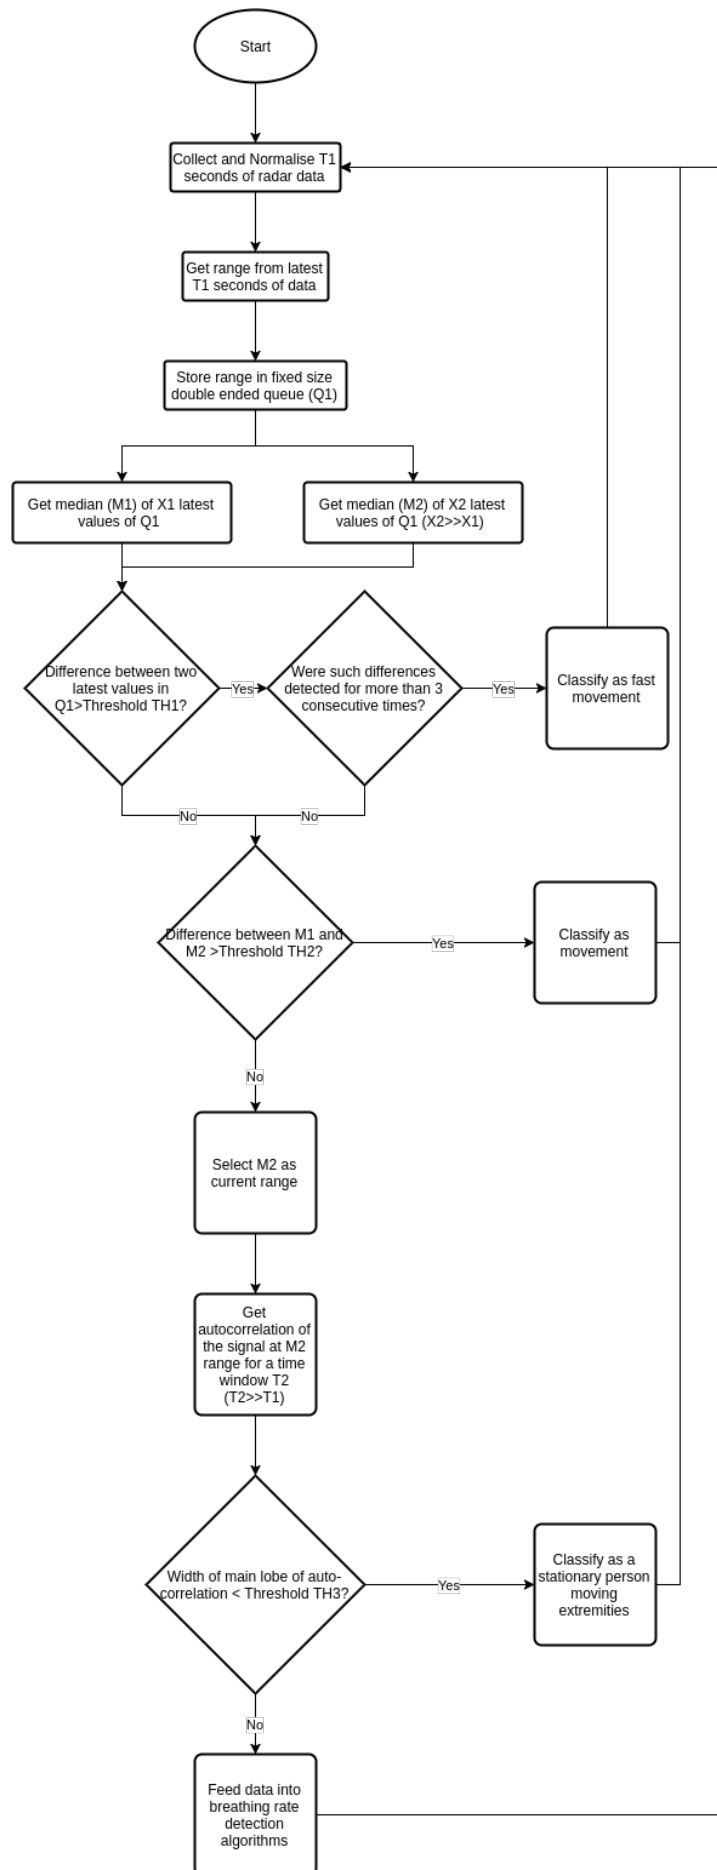 Start
Collect and Normalise T1
seconds of radar data
Get range from latest
T1 seconds of data
Store range in fixed size
double ended queue (Q1)
Get median (M1) of X1 latest
values of Q1
Get median (M2) of X2 latest
values of Q1 (X2>>X1)
Difference between two
latest values in
Q1>Threshold TH1?
Yes
Were such differences
detected for more than 3
consecutive times?
Yes
Classify as fast
movement
No
No
Difference between M1 and
M2 >Threshold TH2?
Yes
Classify as
movement
No
Select M2 as
current range
Get
autocorrelation of
the signal at M2
range for a time
window T2
(T2>>T1)
Width of main lobe of auto-
correlation < Threshold TH3?
Yes
Classify as a
stationary person
moving
extremities
No
Feed data into
breathing rate
detection
algorithms